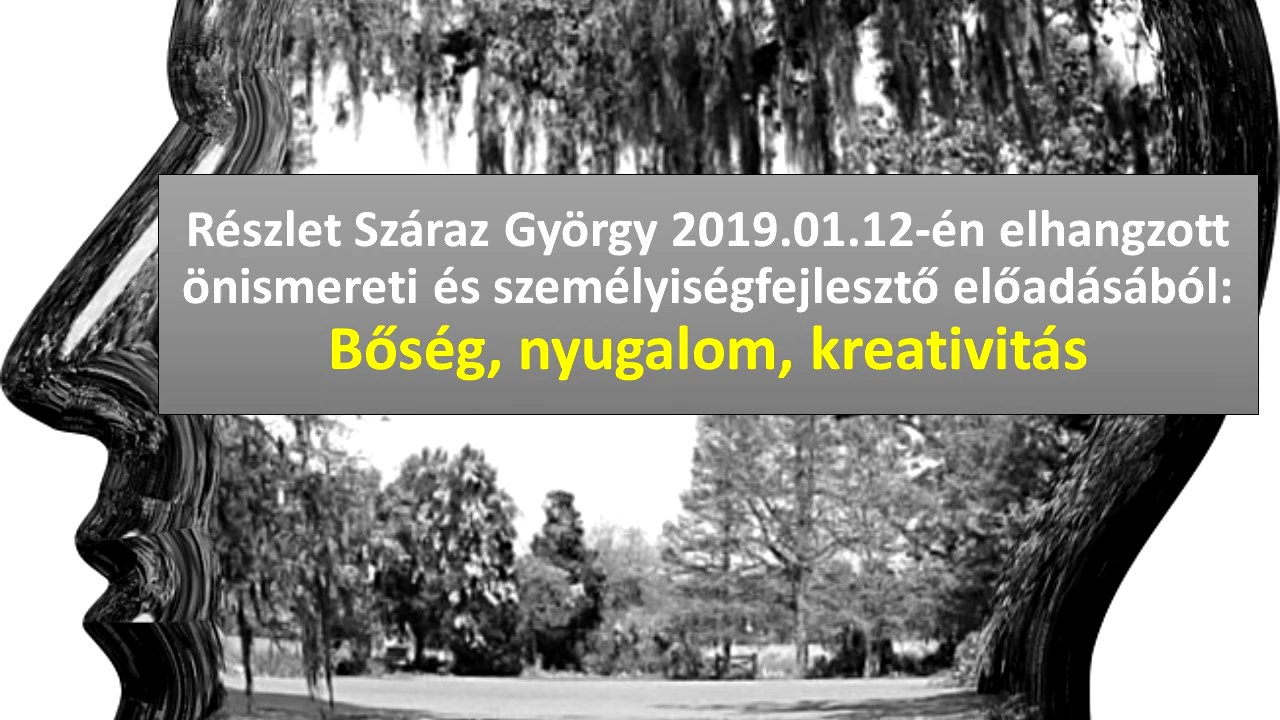 Részlet Száraz György 2019.01.12-én elhangzott
önismereti és személyiségfejlesztő előadásából:
Bőség, nyugalom, kreativitás